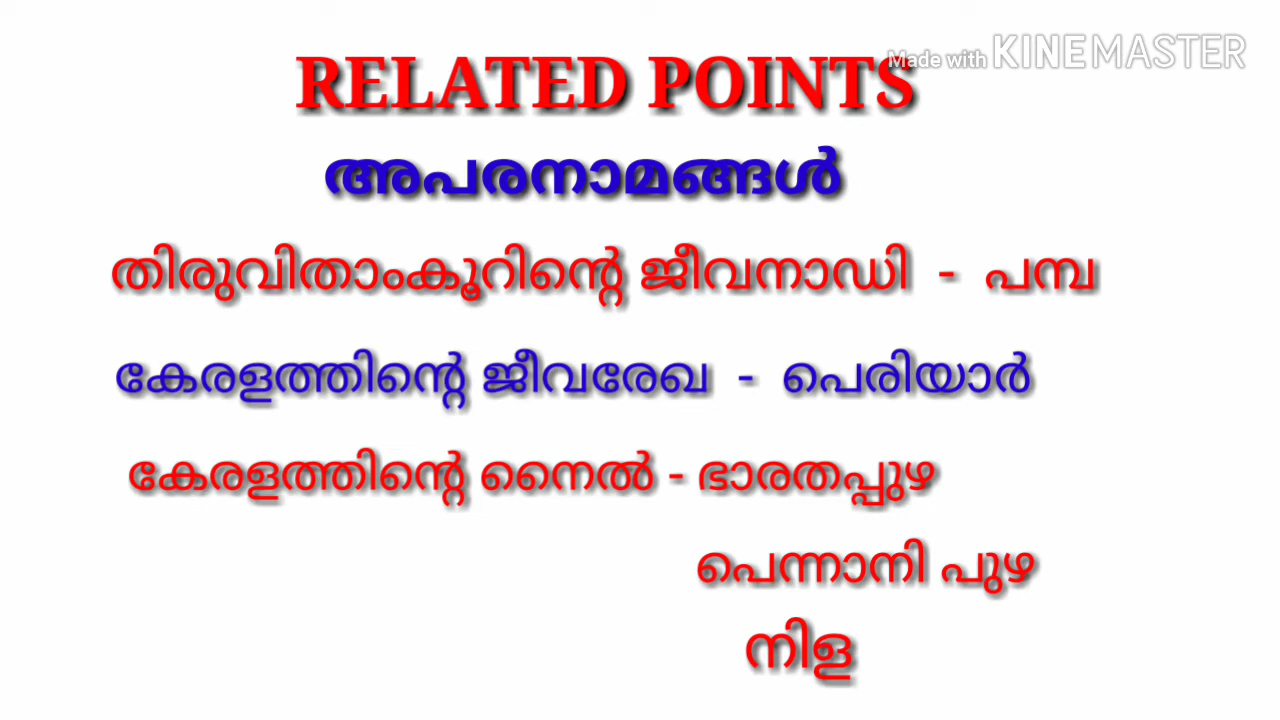 Made with KINEMASTER
RELATED POINTS
അപരനാമങ്ങൾ
തിരുവിതാംകൂറിന്റെ ജീവനാഡി - പമ്പ
കേരളത്തിന്റെ ജീവരേഖ - പെരിയാർ
കേരളത്തിന്റെ നൈൽ - ഭാരതപ്പുഴ
പെന്നാനി പുഴ
നിള